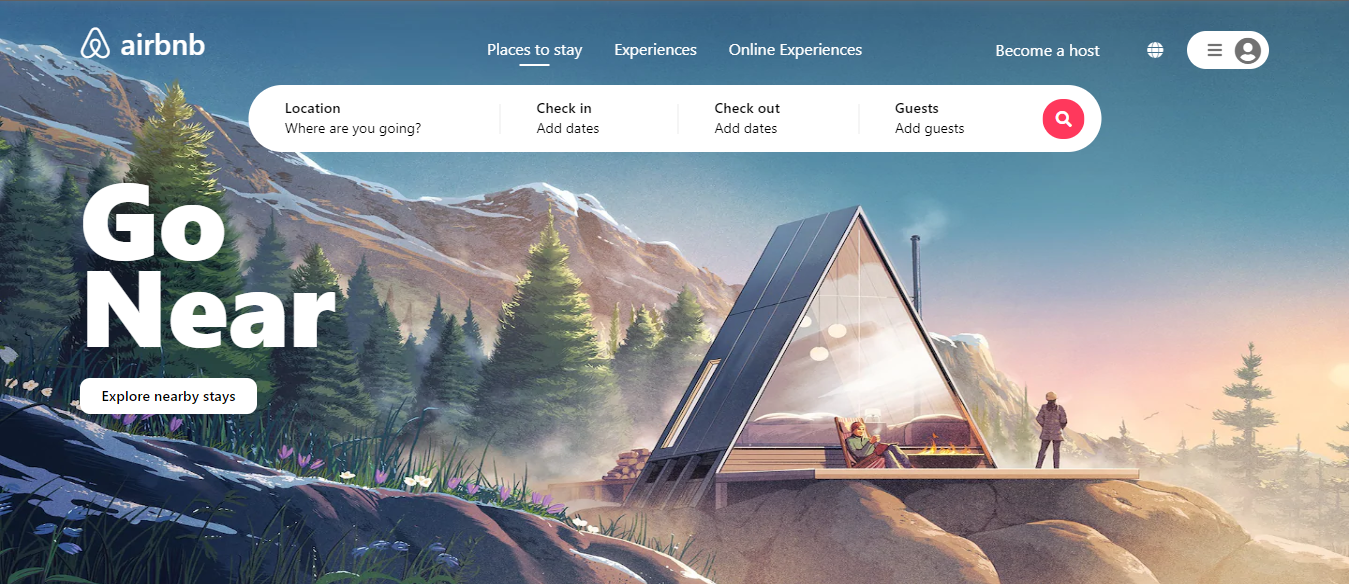 airbnb
Places to stay
Experiences
Online Experiences
Become a host
Location
Where are you going?
Check in
Add dates
Check out
Add dates
Guests
Add guests
Go
Near
Explore nearby stays